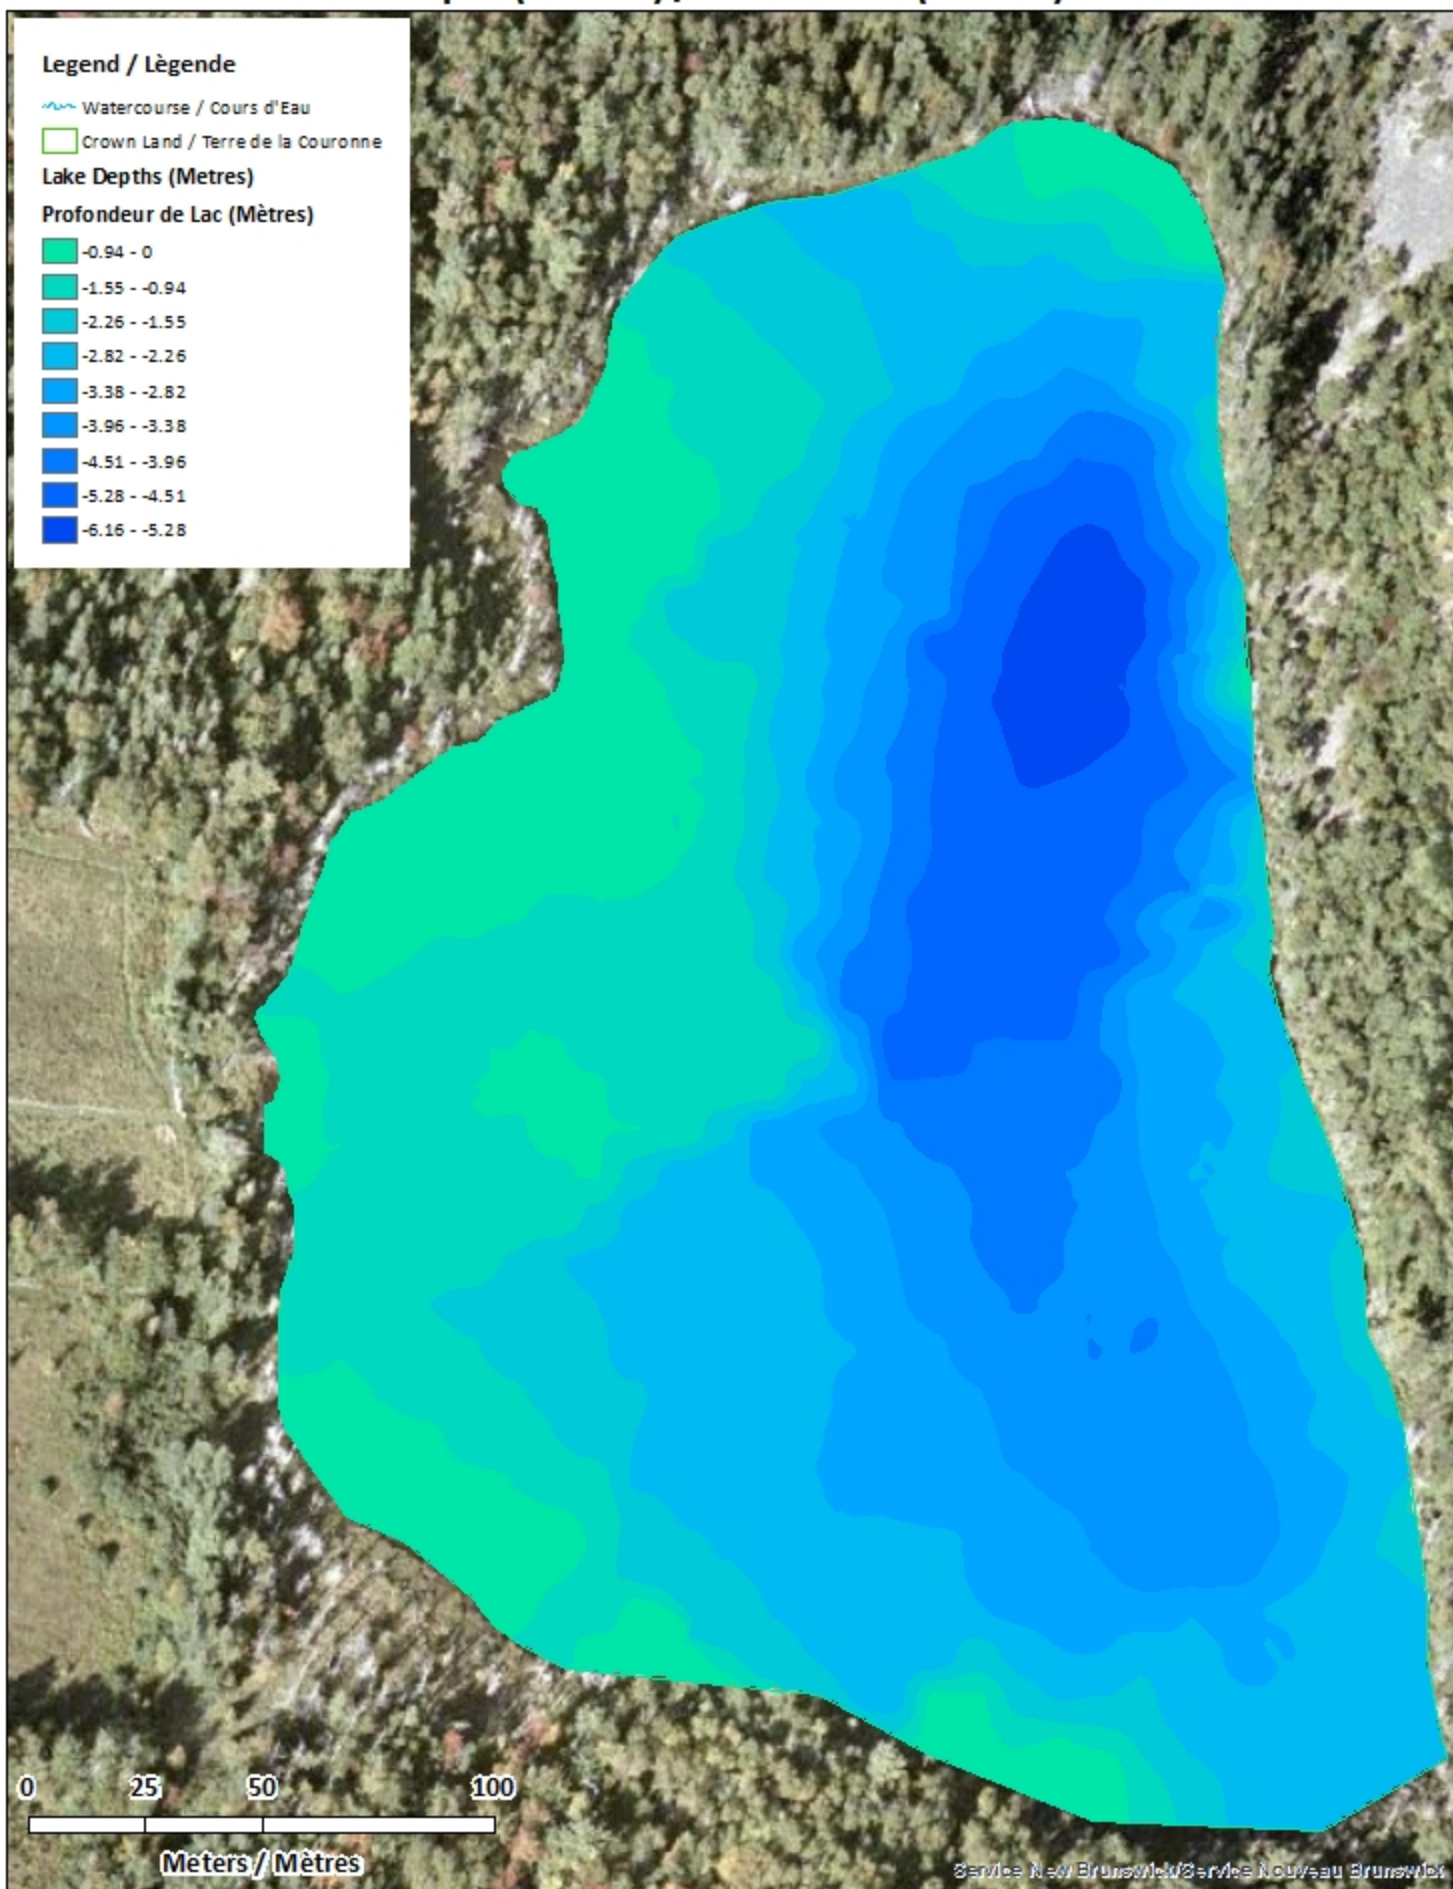 Legend / Lègende
Watercourse / Cours d'Eau
Crown Land / Terre de la Couronne
Lake Depths (Metres)
Profondeur de Lac (Mètres)
-0.94 - 0
-1.55 - -0.94
-2.26 - -1.55
-2.82 - -2.26
-3.38 - -2.82
-3.96 - -3.38
-4.51 - -3.96
-5.28 - -4.51
-6.16 - -5.28
0 25 50 100
Meters / Mètres
Service New Brunswick/Service Nouveau Brunswick